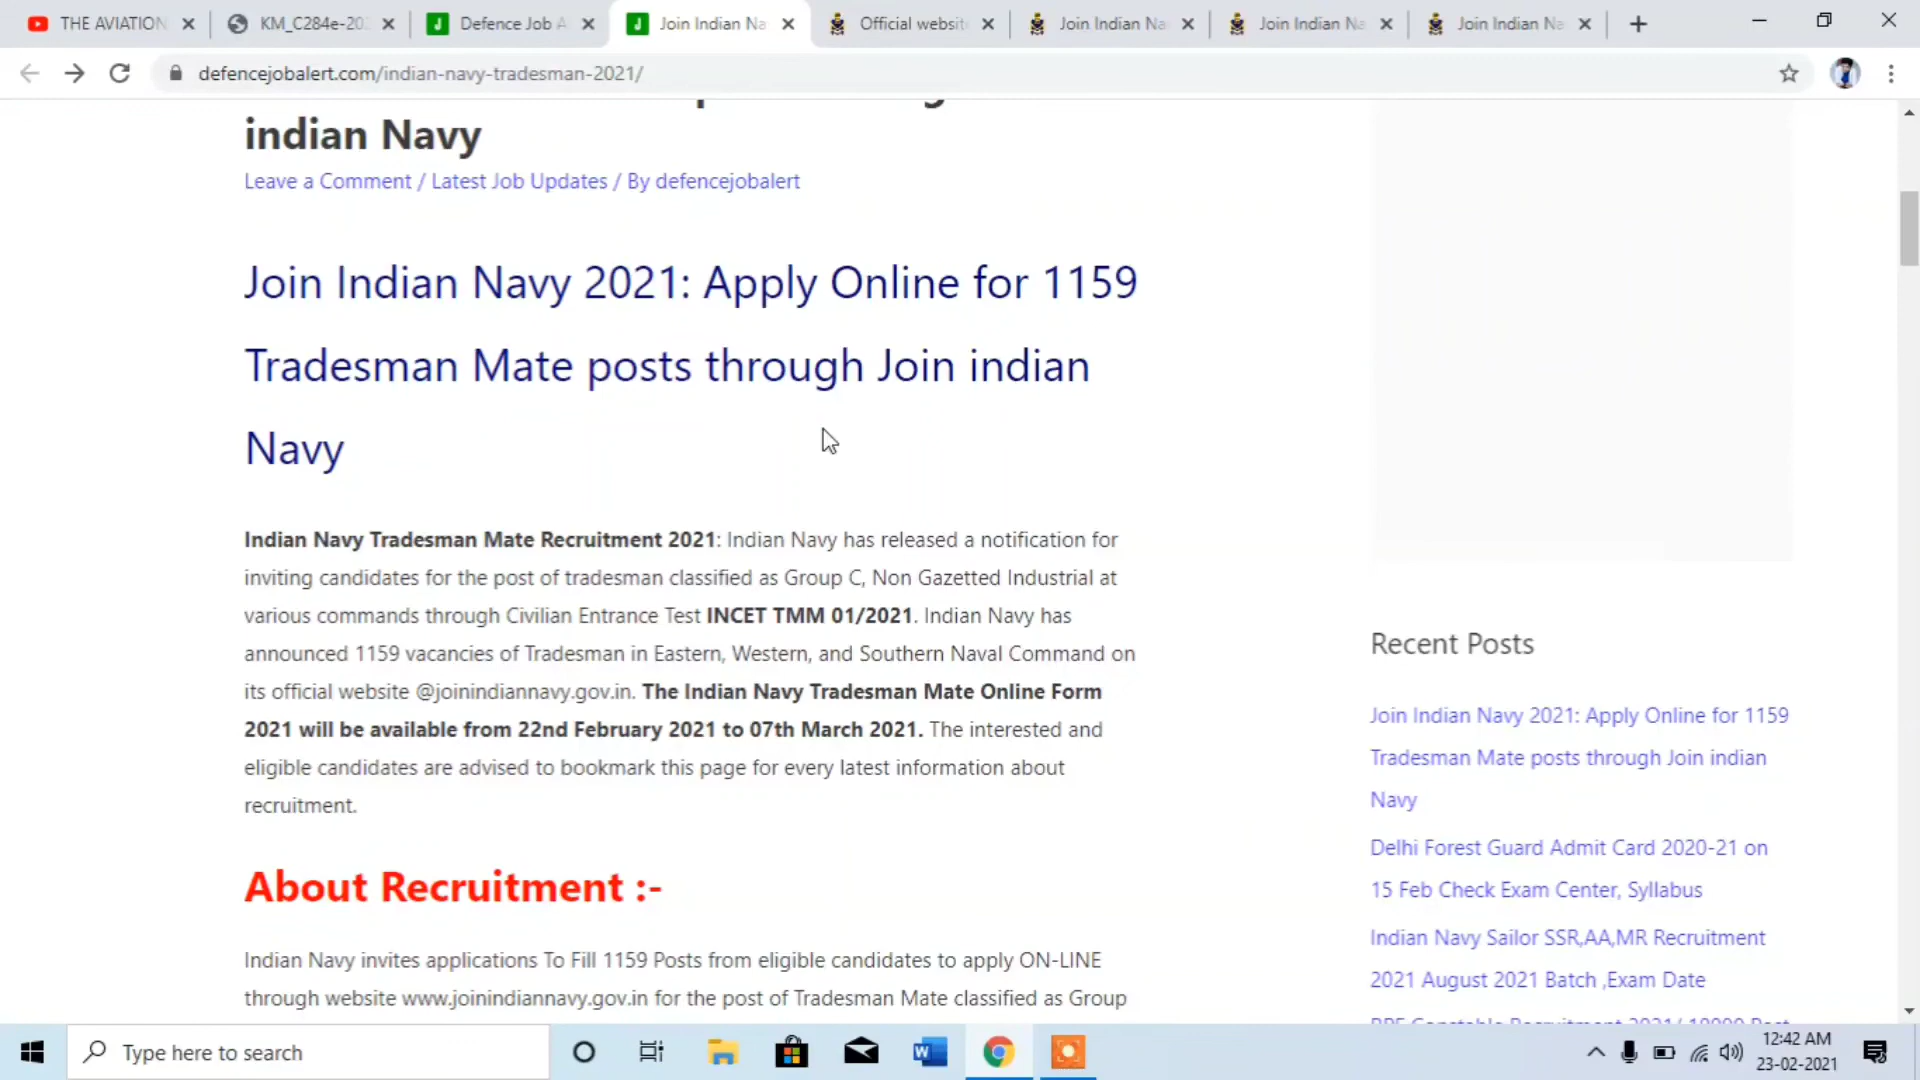 THE AVIATION
KM_C284e-20
Defence Job A
Join Indian Na
Official website
Join Indian Na
Join Indian Na
Join Indian Na
defencejobalert.com/indian-navy-tradesman-2021/
indian Navy
Leave a Comment / Latest Job Updates / By defencejobalert
Join Indian Navy 2021: Apply Online for 1159
Tradesman Mate posts through Join indian
Navy
Indian Navy Tradesman Mate Recruitment 2021: Indian Navy has released a notification for
inviting candidates for the post of tradesman classified as Group C, Non Gazetted Industrial at
various commands through Civilian Entrance Test INCET TMM 01/2021. Indian Navy has
announced 1159 vacancies of Tradesman in Eastern, Western, and Southern Naval Command on
its official website @joinindiannavy.gov.in. The Indian Navy Tradesman Mate Online Form
2021 will be available from 22nd February 2021 to 07th March 2021. The interested and
eligible candidates are advised to bookmark this page for every latest information about
recruitment.
About Recruitment :-
Indian Navy invites applications To Fill 1159 Posts from eligible candidates to apply ON-LINE
through website www.joinindiannavy.gov.in for the post of Tradesman Mate classified as Group
Recent Posts
Join Indian Navy 2021: Apply Online for 1159
Tradesman Mate posts through Join indian
Navy
Delhi Forest Guard Admit Card 2020-21 on
15 Feb Check Exam Center, Syllabus
Indian Navy Sailor SSR,AA,MR Recruitment
2021 August 2021 Batch ,Exam Date
Type here to search
12:42 AM
23-02-2021